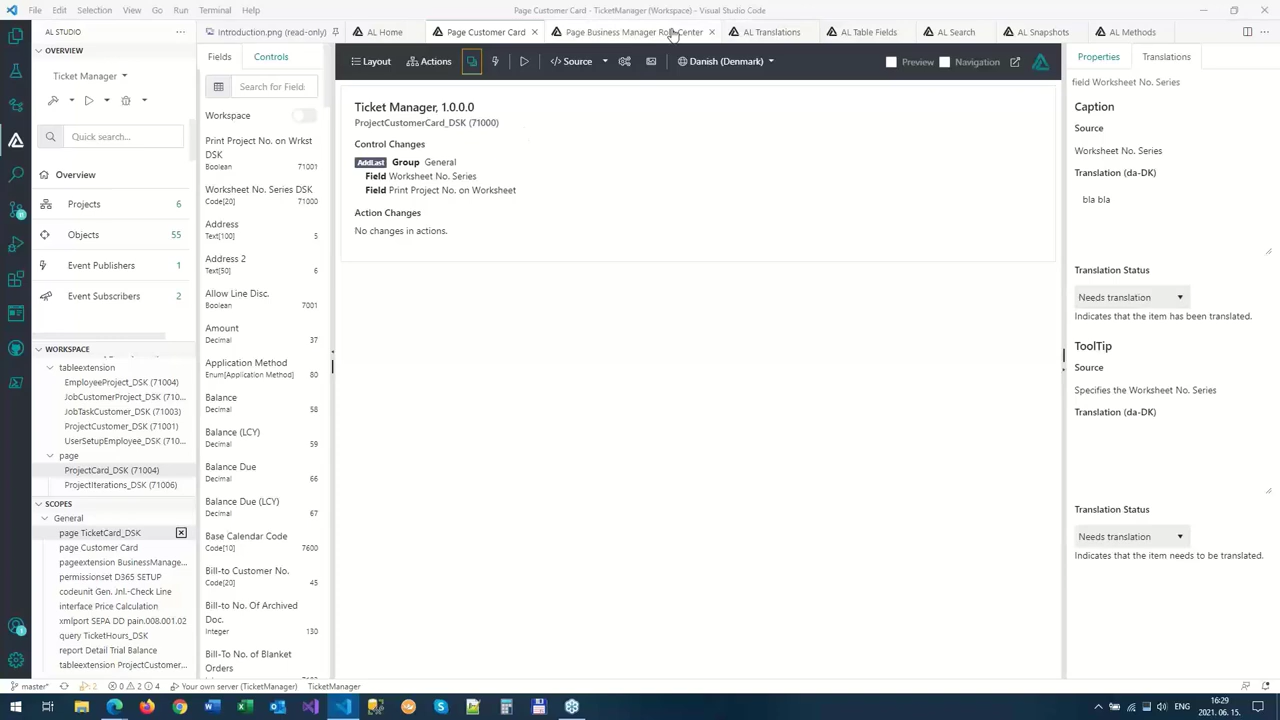 File Edit Selection View Go Run Terminal Help
Page Customer Card - TicketManager (Workspace) - Visual Studio Code
AL STUDIO
introduction.png (read-only)
AL Home
Page Customer Card
Page Business Manager Role Center
AL Translations
AL Table Fields
AL Search
AL Snapshots
AL Methods
OVERVIEW
Ticket Manager
Quick search...
Overview
Projects 6
Objects 55
Event Publishers 1
Event Subscribers 2
WORKSPACE
tableextension
EmployeeProject_DSK (71004)
JobCustomerProject_DSK (710...
JobTaskCustomer_DSK (71003)
ProjectCustomer_DSK (71001)
UserSetupEmployee_DSK (710...
page
ProjectCard_DSK (71004)
ProjectIterations_DSK (71006)
SCOPES
General
page TicketCard_DSK
page Customer Card
pageextension BusinessManage...
permissionset D365 SETUP
codeunit Gen. Jnl.-Check Line
interface Price Calculation
xmlport SEPA DD pain.008.001.02
query TicketHours_DSK
report Detail Trial Balance
tableextension ProjectCustomer...
Fields Controls
Search for Field:
Workspace
Print Project No. on Wrkst DSK
Boolean 71001
Worksheet No. Series DSK
Code[20] 71000
Address
Text[100] 5
Address 2
Text[50] 6
Allow Line Disc.
Boolean 7001
Amount
Decimal 37
Application Method
Enum[Application Method] 80
Balance
Decimal 58
Balance (LCY)
Decimal 59
Balance Due
Decimal 66
Balance Due (LCY)
Decimal 67
Base Calendar Code
Code[10] 7600
Bill-to Customer No.
Code[20] 45
Bill-to No. Of Archived Doc.
Integer 130
Bill-To No. of Blanket Orders
Layout Actions Source Danish (Denmark) Preview Navigation
Ticket Manager, 1.0.0.0
ProjectCustomerCard_DSK (71000)
Control Changes
AddLast Group General
Field Worksheet No. Series
Field Print Project No. on Worksheet
Action Changes
No changes in actions.
Properties Translations
field Worksheet No. Series
Caption
Source
Worksheet No. Series
Translation (da-DK)
bla bla
Translation Status
Needs translation
Indicates that the item has been translated.
ToolTip
Source
Specifies the Worksheet No. Series
Translation (da-DK)
Translation Status
Needs translation
Indicates that the item needs to be translated.
master* 2 0 2 4 Your own server (TicketManager) TicketManager
ENG
16:29
2021. 06. 15.